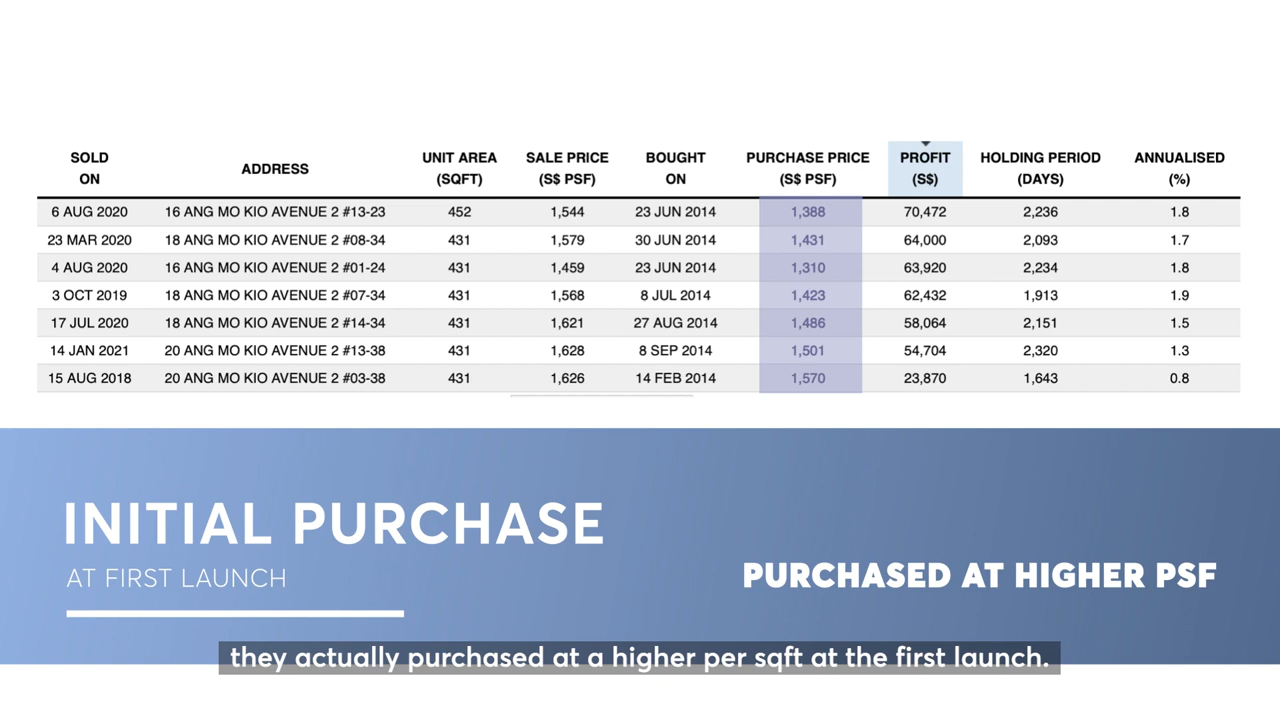 SOLD ON ADDRESS UNIT AREA (SQFT) SALE PRICE (S$ PSF) BOUGHT ON PURCHASE PRICE (S$ PSF) PROFIT (S$) HOLDING PERIOD (DAYS) ANNUALISED (%)
6 AUG 2020 16 ANG MO KIO AVENUE 2 #13-23 452 1,544 23 JUN 2014 1,388 70,472 2,236 1.8
23 MAR 2020 18 ANG MO KIO AVENUE 2 #08-34 431 1,579 30 JUN 2014 1,431 64,000 2,093 1.7
4 AUG 2020 16 ANG MO KIO AVENUE 2 #01-24 431 1,459 23 JUN 2014 1,310 63,920 2,234 1.8
3 OCT 2019 18 ANG MO KIO AVENUE 2 #07-34 431 1,568 8 JUL 2014 1,423 62,432 1,913 1.9
17 JUL 2020 18 ANG MO KIO AVENUE 2 #14-34 431 1,621 27 AUG 2014 1,486 58,064 2,151 1.5
14 JAN 2021 20 ANG MO KIO AVENUE 2 #13-38 431 1,628 8 SEP 2014 1,501 54,704 2,320 1.3
15 AUG 2018 20 ANG MO KIO AVENUE 2 #03-38 431 1,626 14 FEB 2014 1,570 23,870 1,643 0.8
INITIAL PURCHASE
AT FIRST LAUNCH
PURCHASED AT HIGHER PSF
they actually purchased at a higher per sqft at the first launch.